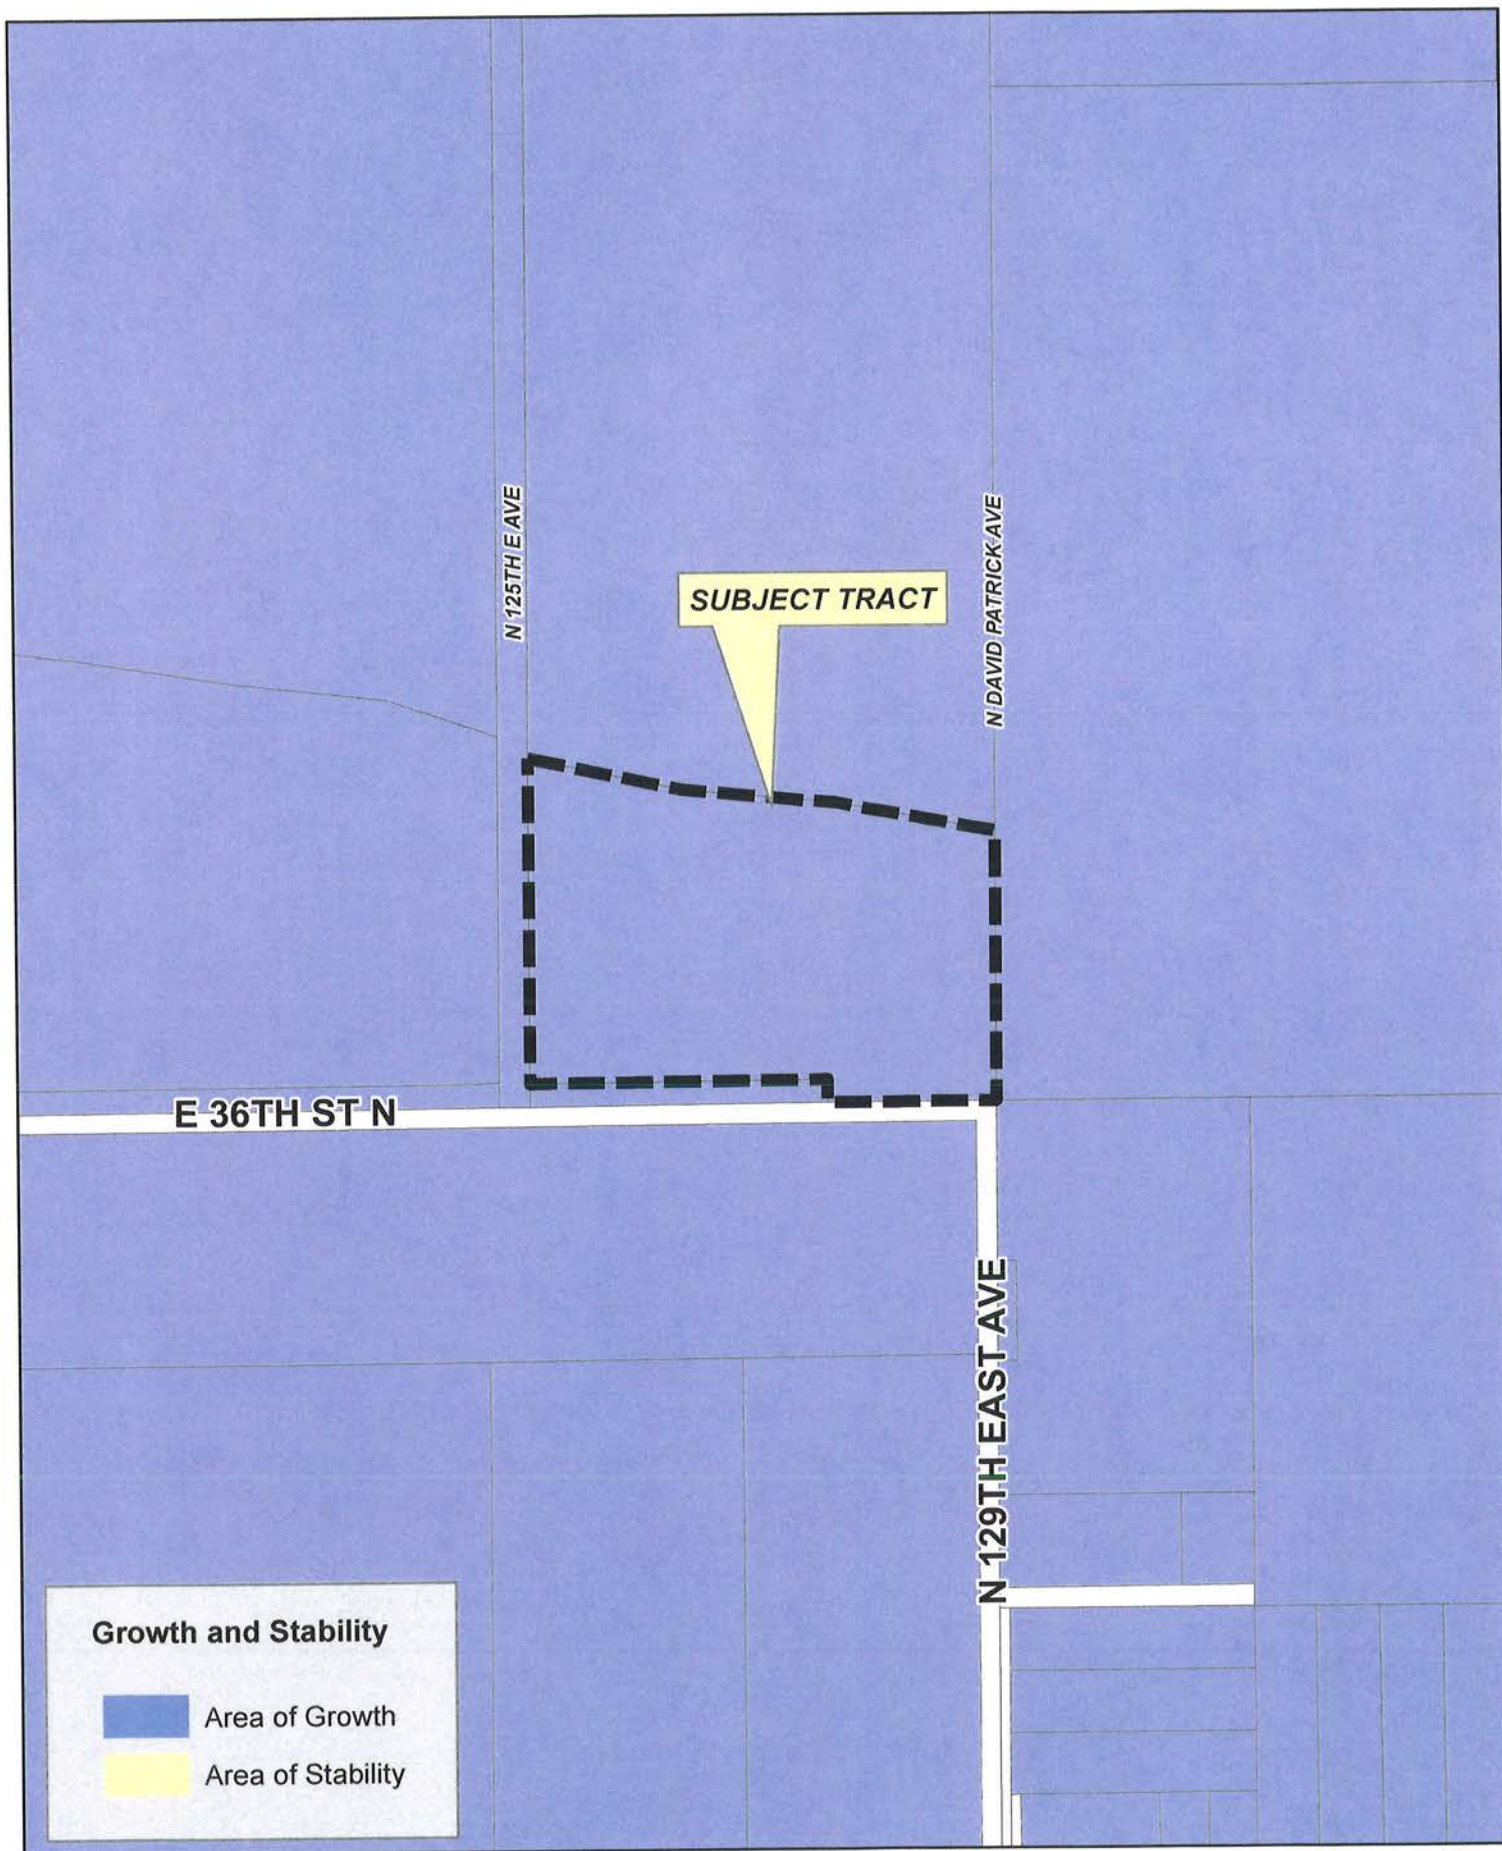 N 125TH E AVE
N DAVID PATRICK AVE
SUBJECT TRACT
E 36TH ST N
N 129TH EAST AVE
Growth and Stability
Area of Growth
Area of Stability